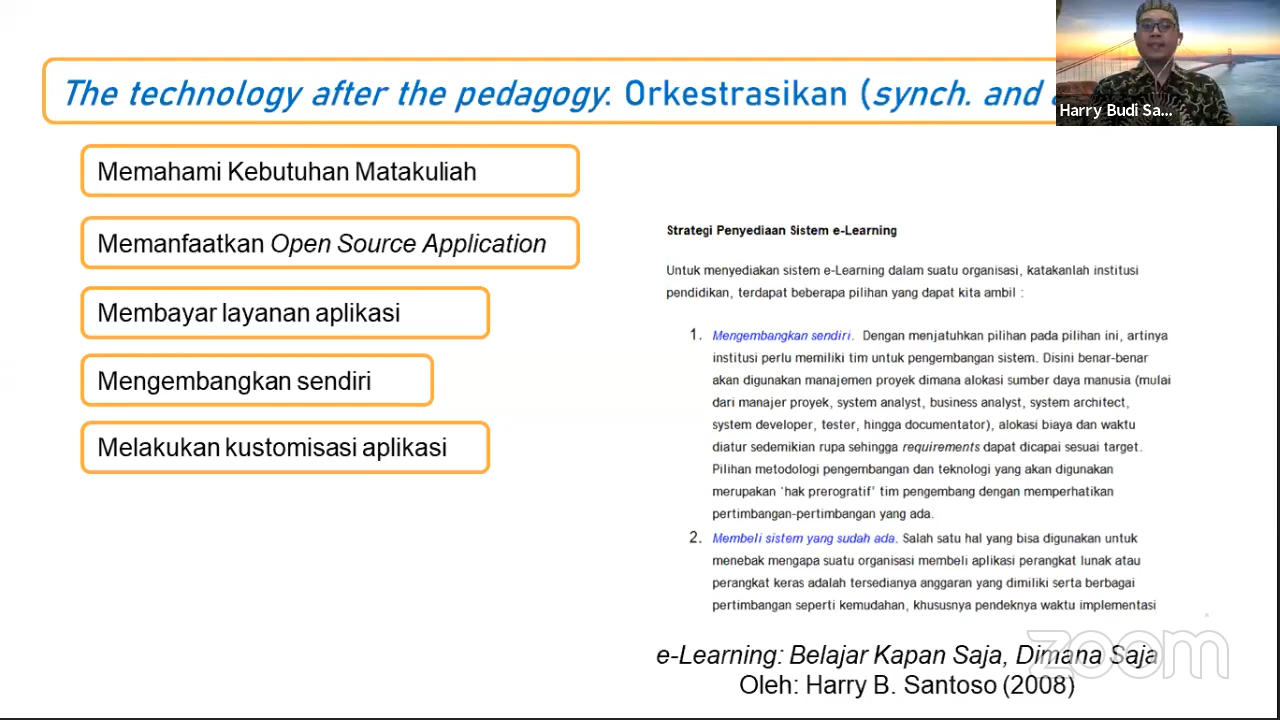 The technology after the pedagogy. Orkestrasikan (synch. and
Harry Budi Sa...
Memahami Kebutuhan Matakuliah
Memanfaatkan Open Source Application
Membayar layanan aplikasi
Mengembangkan sendiri
Melakukan kustomisasi aplikasi
Strategi Penyediaan Sistem e-Learning
Untuk menyediakan sistem e-Learning dalam suatu organisasi, katakanlah institusi
pendidikan, terdapat beberapa pilihan yang dapat kita ambil :
1. Mengembangkan sendiri. Dengan menjatuhkan pilihan pada pilihan ini, artinya
institusi perlu memiliki tim untuk pengembangan sistem. Disini benar-benar
akan digunakan manajemen proyek dimana alokasi sumber daya manusia (mulai
dari manajer proyek, system analyst, business analyst, system architect,
system developer, tester, hingga documentator), alokasi biaya dan waktu
diatur sedemikian rupa sehingga requirements dapat dicapai sesuai target.
Pilihan metodologi pengembangan dan teknologi yang akan digunakan
merupakan 'hak prerogratif' tim pengembang dengan memperhatikan
pertimbangan-pertimbangan yang ada.
2. Membeli sistem yang sudah ada. Salah satu hal yang bisa digunakan untuk
menebak mengapa suatu organisasi membeli aplikasi perangkat lunak atau
perangkat keras adalah tersedianya anggaran yang dimiliki serta berbagai
pertimbangan seperti kemudahan, khususnya pendeknya waktu implementasi
e-Learning: Belajar Kapan Saja, Dimana Saja
Oleh: Harry B. Santoso (2008)
zoom